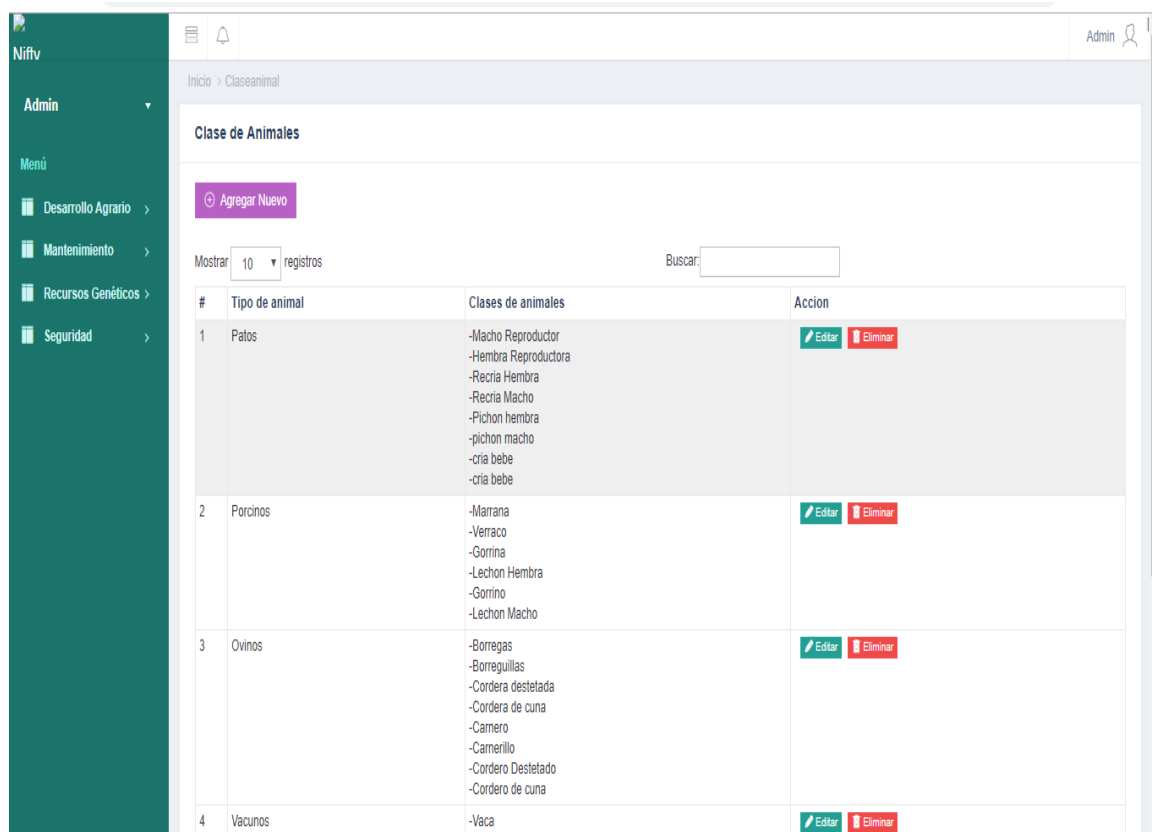 Nifty
Admin
Admin
Menú
Desarrollo Agrario
Mantenimiento
Recursos Genéticos
Seguridad
Inicio > Claseanimal
Clase de Animales
Agregar Nuevo
Mostrar 10 registros
Buscar:
# Tipo de animal Clases de animales Accion
1 Patos -Macho Reproductor Editar Eliminar
-Hembra Reproductora
-Recria Hembra
-Recria Macho
-Pichon hembra
-pichon macho
-cria bebe
-cria bebe
2 Porcinos -Marrana Editar Eliminar
-Verraco
-Gorrina
-Lechon Hembra
-Gorrino
-Lechon Macho
3 Ovinos -Borregas Editar Eliminar
-Borreguillas
-Cordera destetada
-Cordera de cuna
-Carnero
-Carnerillo
-Cordero Destetado
-Cordero de cuna
4 Vacunos -Vaca Editar Eliminar